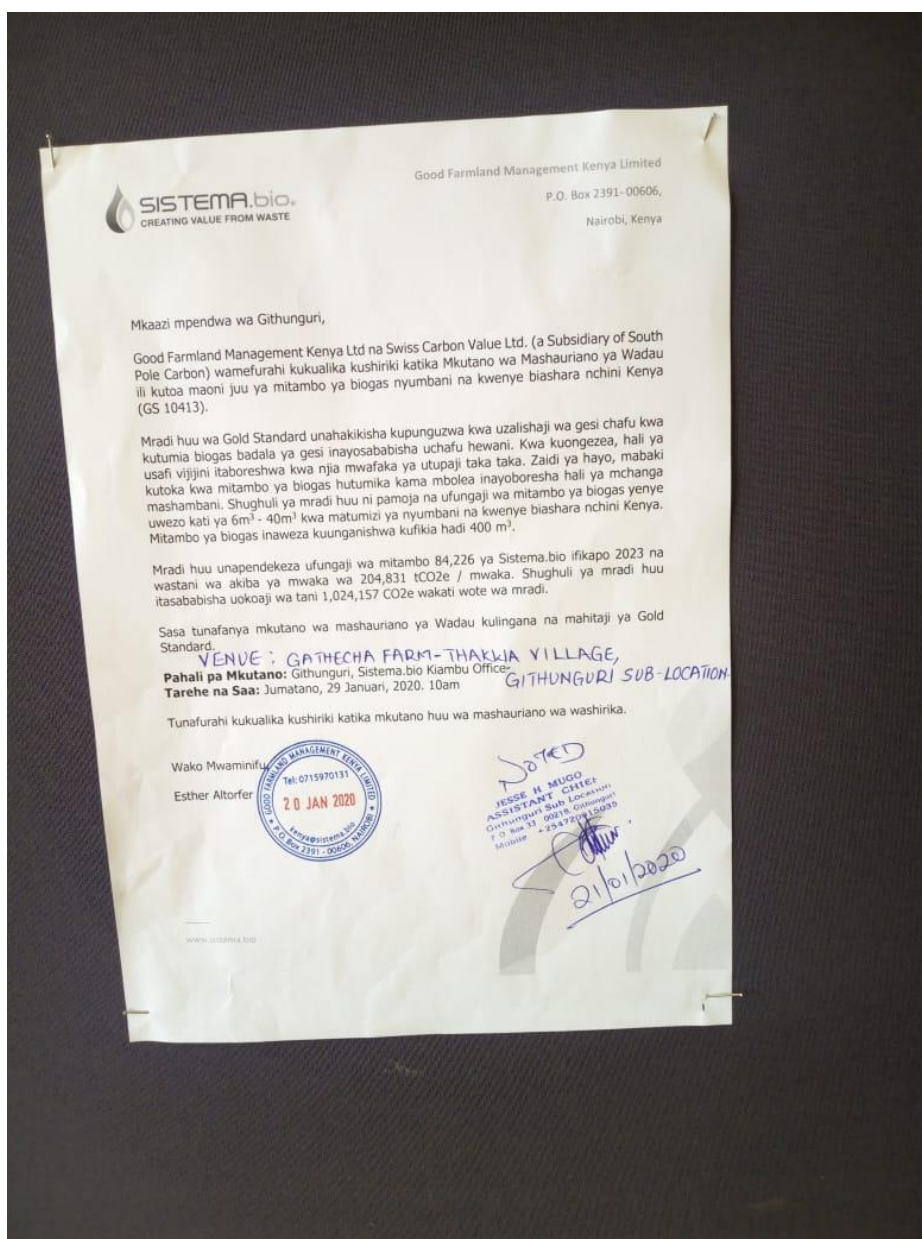 SISTEMA.bio®
CREATING VALUE FROM WASTE
Good Farmland Management Kenya Limited
P.O. Box 2391- 00606,
Nairobi, Kenya
Mkaazi mpendwa wa Githunguri,
Good Farmland Management Kenya Ltd na Swiss Carbon Value Ltd. (a Subsidiary of South
Pole Carbon) wamefurahi kukualika kushiriki katika Mkutano wa Mashauriano ya Wadau
ili kutoa maoni juu ya mitambo ya biogas nyumbani na kwenye biashara nchini Kenya
(GS 10413).
Mradi huu wa Gold Standard unahakikisha kupunguzwa kwa uzalishaji wa gesi chafu kwa
kutumia biogas badala ya gesi inayosababisha uchafu hewani. Kwa kuongezea, hali ya
usafi vijijini itaboreshwa kwa njia mwafaka ya utupaji taka taka. Zaidi ya hayo, mabaki
kutoka kwa mitambo ya biogas hutumika kama mbolea inayoboresha hali ya mchanga
mashambani. Shughuli ya mradi huu ni pamoja na ufungaji wa mitambo ya biogas yenye
uwezo kati ya 6m³ - 40m³ kwa matumizi ya nyumbani na kwenye biashara nchini Kenya.
Mitambo ya biogas inaweza kuunganishwa kufikia hadi 400 m³.
Mradi huu unapendekeza ufungaji wa mitambo 84,226 ya Sistema.bio ifikapo 2023 na
wastani wa akiba ya mwaka wa 204,831 tCO2e / mwaka. Shughuli ya mradi huu
itasababisha uokoaji wa tani 1,024,157 CO2e wakati wote wa mradi.
Sasa tunafanya mkutano wa mashauriano ya Wadau kulingana na mahitaji ya Gold
Standard.
VENUE : GATHECHA FARM-THAKWA VILLAGE,
GITHUNGURI SUB-LOCATION.
Pahali pa Mkutano: Githunguri, Sistema.bio Kiambu Office
Tarehe na Saa: Jumatano, 29 Januari, 2020. 10am
Tunafurahi kukualika kushiriki katika mkutano huu wa mashauriano wa washirika.
Wako Mwaminifu
Esther Altorfer
GOOD FARMLAND MANAGEMENT KENYA LIMITED
Tel: 0715970131
20 JAN 2020
kenya@sistema.bio
P.O. Box 2391 - 00606, NAIROBI
NOTED
JESSE H. MUGO
ASSISTANT CHIEF
Githunguri Sub Location
P.O. Box 33 - 00216, Githunguri
Mobile
21/01/2020
www.sistema.bio